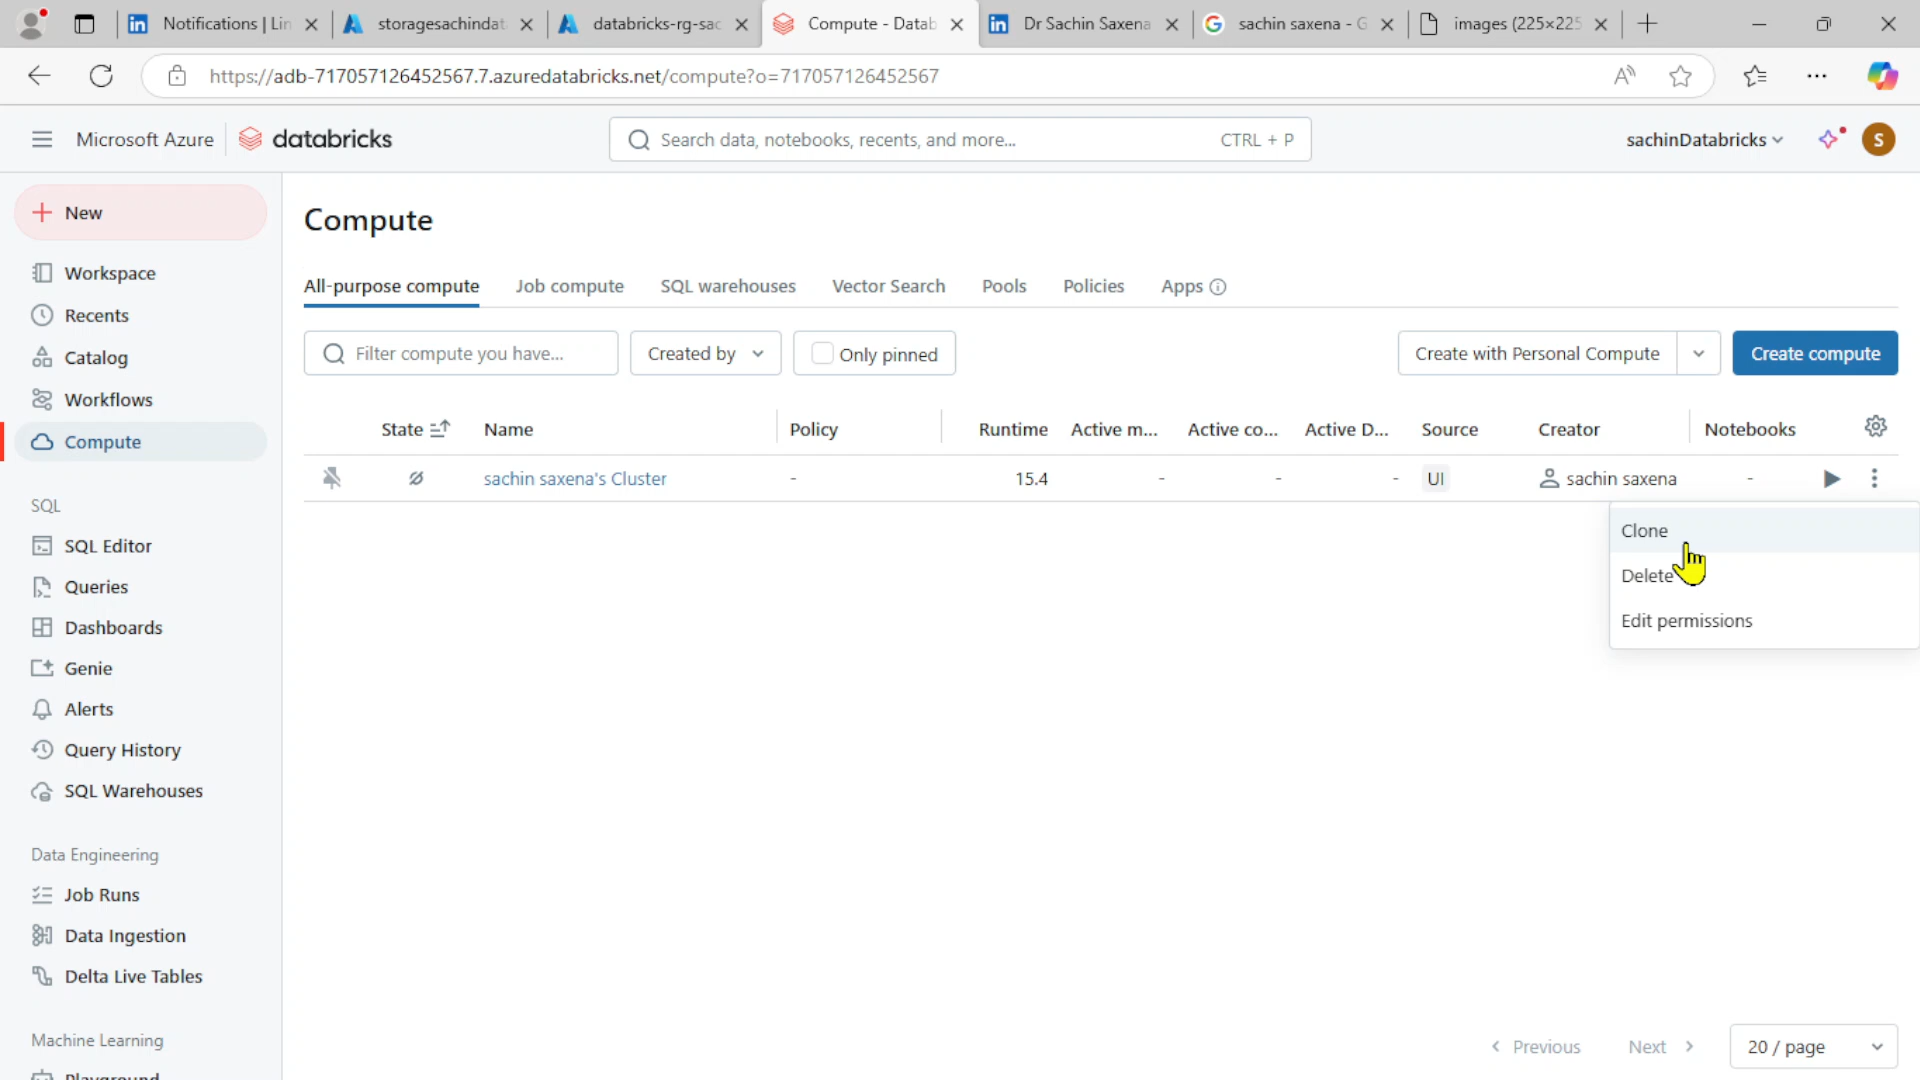 Notifications | Lin
storagesachindat
databricks-rg-sac
Compute - Datab
Dr Sachin Saxena
sachin saxena - G
images (225×225
https://adb-717057126452567.7.azuredatabricks.net/compute?o=717057126452567
Microsoft Azure
databricks
Search data, notebooks, recents, and more...
CTRL + P
sachinDatabricks
S
New
Workspace
Recents
Catalog
Workflows
Compute
SQL
SQL Editor
Queries
Dashboards
Genie
Alerts
Query History
SQL Warehouses
Data Engineering
Job Runs
Data Ingestion
Delta Live Tables
Machine Learning
Playground
Compute
All-purpose compute
Job compute
SQL warehouses
Vector Search
Pools
Policies
Apps
Filter compute you have...
Created by
Only pinned
Create with Personal Compute
Create compute
State
Name
Policy
Runtime
Active m...
Active co...
Active D...
Source
Creator
Notebooks
sachin saxena's Cluster
-
15.4
-
-
-
UI
sachin saxena
-
Clone
Delete
Edit permissions
Previous
Next
20 / page